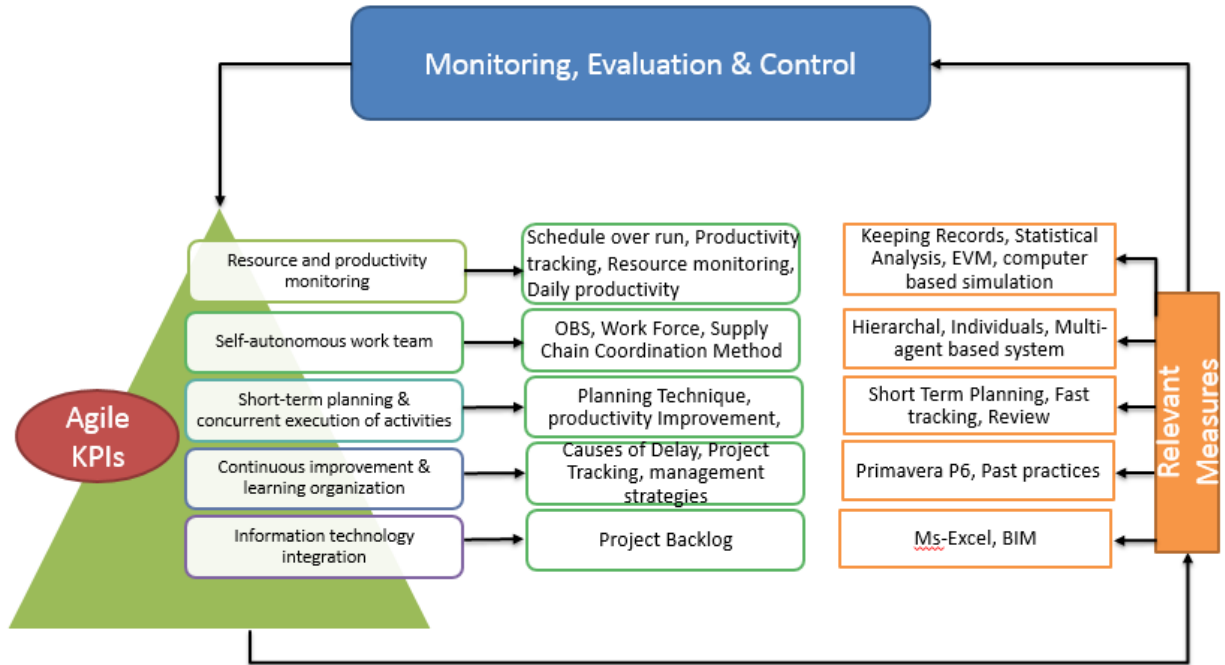 Monitoring, Evaluation & Control
Agile
KPIs
Resource and productivity
monitoring
Schedule over run, Productivity
tracking, Resource monitoring,
Daily productivity
Keeping Records, Statistical
Analysis, EVM, computer
based simulation
Self-autonomous work team
OBS, Work Force, Supply
Chain Coordination Method
Hierarchal, Individuals, Multi-
agent based system
Short-term planning &
concurrent execution of activities
Planning Technique,
productivity Improvement,
Short Term Planning, Fast
tracking, Review
Continuous improvement &
learning organization
Causes of Delay, Project
Tracking, management
strategies
Primavera P6, Past practices
Information technology
integration
Project Backlog
Ms-Excel, BIM
Relevant
Measures